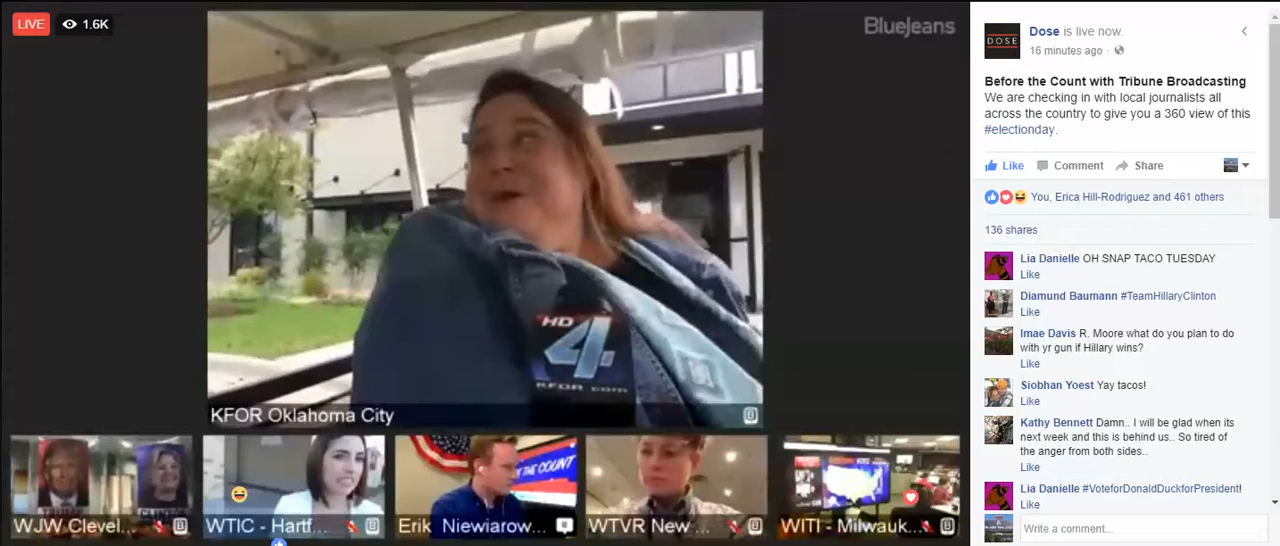 LIVE 1.6K
BlueJeans
HD
4
KFOR.com
KFOR Oklahoma City
TRUMP
CLINTON
THE COUNT
WJW Clevel...
WTIC - Hartf...
Erik Niewiarow...
WTVR New ...
WITI - Milwauk...
DOSE
Dose is live now.
16 minutes ago ·
Before the Count with Tribune Broadcasting
We are checking in with local journalists all
across the country to give you a 360 view of this
#electionday.
Like Comment Share
You, Erica Hill-Rodriguez and 461 others
136 shares
Lia Danielle OH SNAP TACO TUESDAY
Like
Diamund Baumann #TeamHillaryClinton
Like
Imae Davis R. Moore what do you plan to do
with yr gun if Hillary wins?
Like
Siobhan Yoest Yay tacos!
Like
Kathy Bennett Damn.. I will be glad when its
next week and this is behind us.. So tired of
the anger from both sides..
Like
Lia Danielle #VoteforDonaldDuckforPresident!
Like
Write a comment...